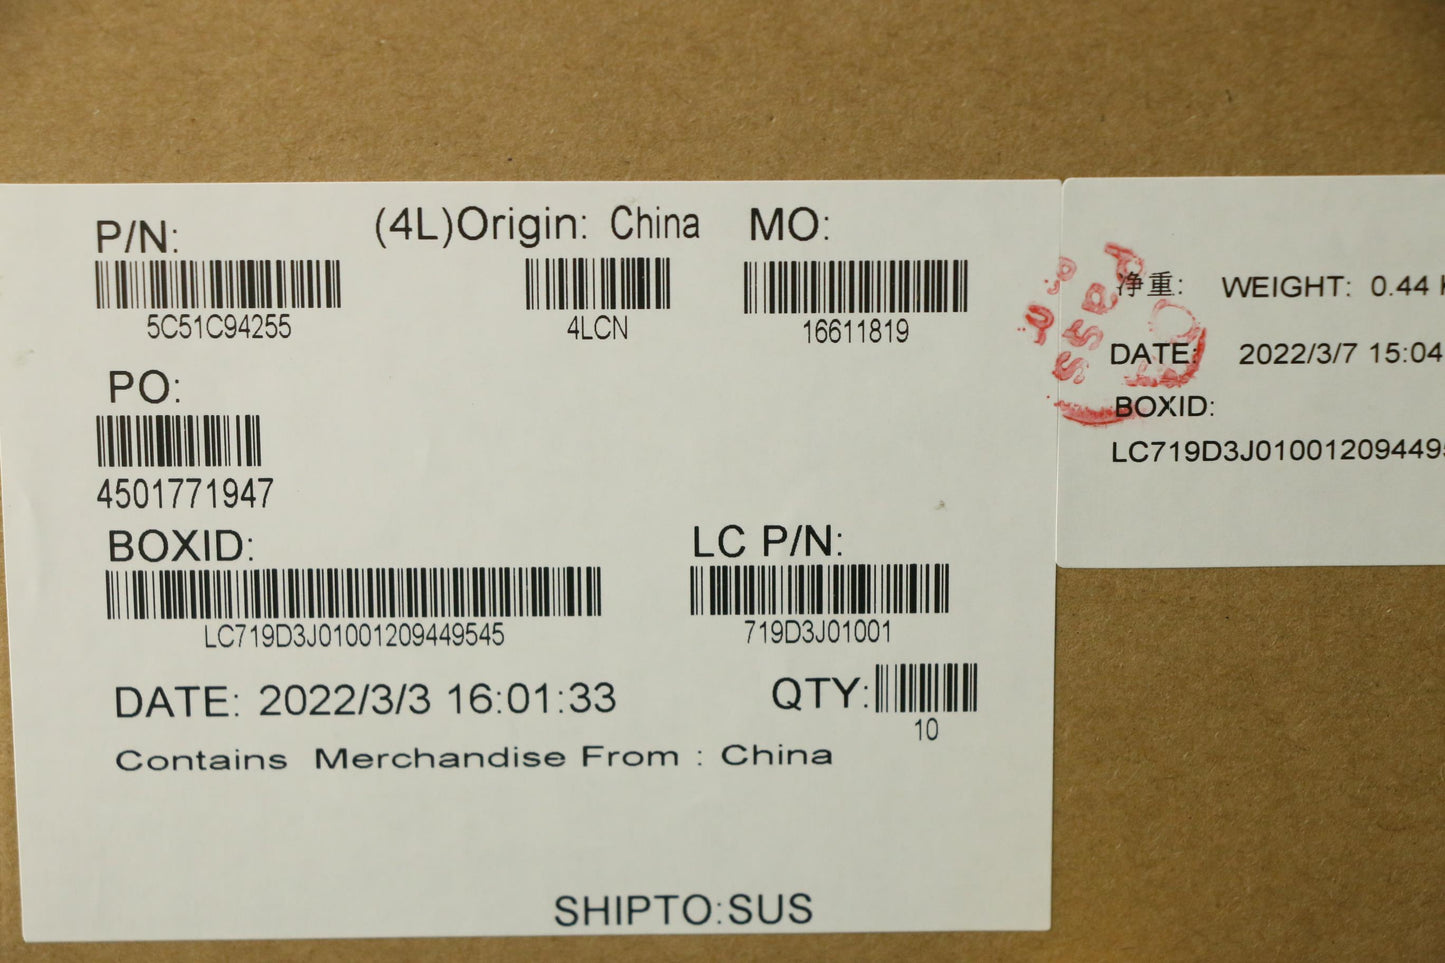 P/N:
(4L)Origin: China
MO:
5C51C94255
4LCN
16611819
PO:
4501771947
BOXID:
LC P/N:
LC719D3J01001209449545
719D3J01001
DATE: 2022/3/3 16:01:33
QTY:
10
Contains Merchandise From : China
SHIPTO:SUS
净重: WEIGHT: 0.44
DATE: 2022/3/7 15:04
BOXID:
LC719D3J010012094495